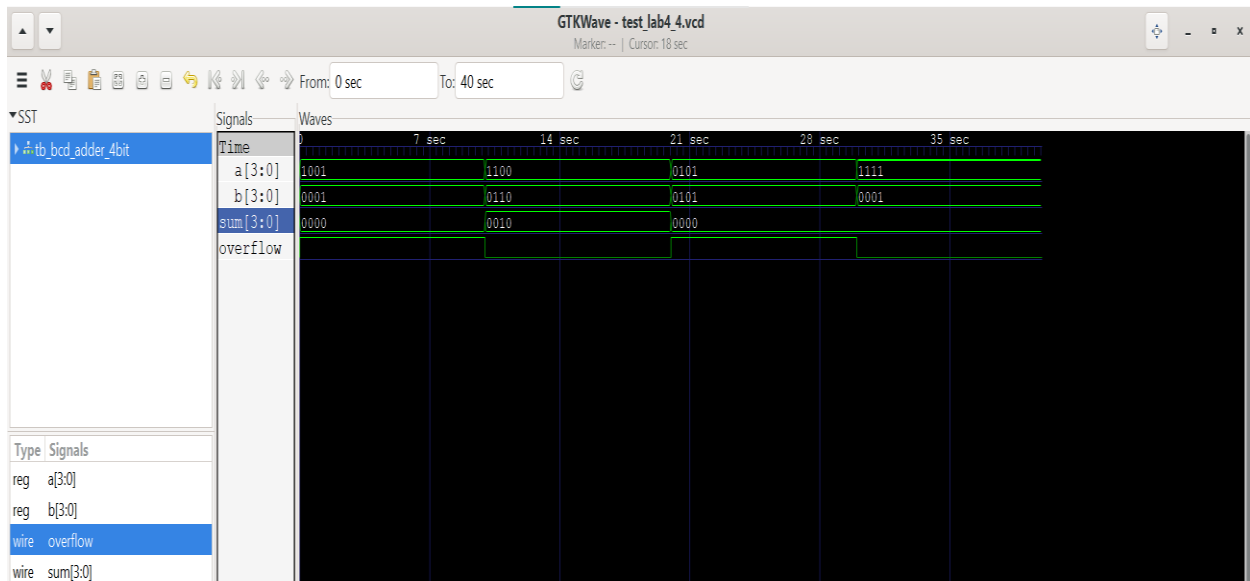 GTKWave - test_lab4_4.vcd
Marker: -- | Cursor: 18 sec
From: 0 sec To: 40 sec
SST
tb_bcd_adder_4bit
Signals
Waves
Time
0 7 sec 14 sec 21 sec 28 sec 35 sec
a[3:0] 1001 1100 0101 1111
b[3:0] 0001 0110 0101 0001
sum[3:0] 0000 0010 0000
overflow
Type Signals
reg a[3:0]
reg b[3:0]
wire overflow
wire sum[3:0]